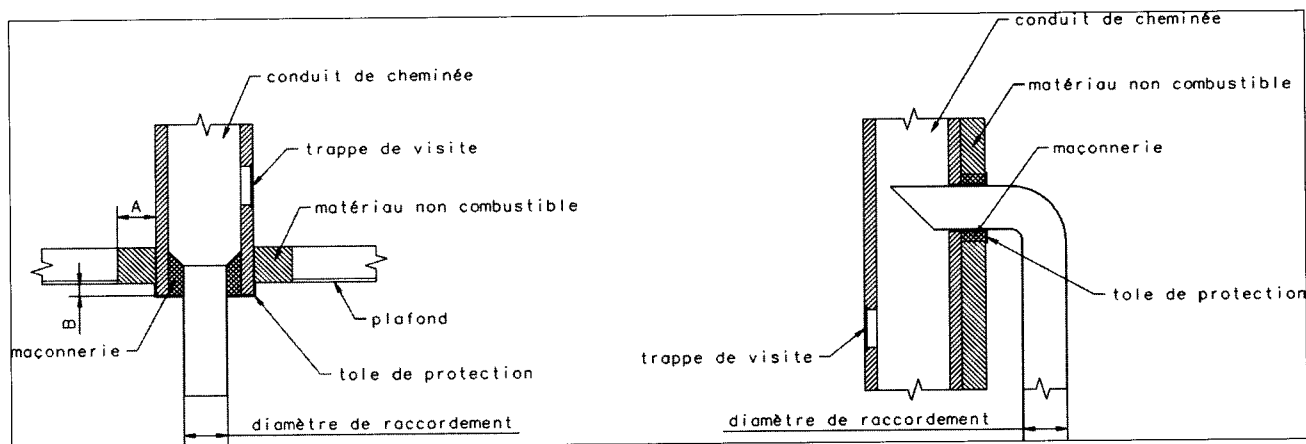 conduit de cheminée
trappe de visite
A
matériau non combustible
B
plafond
maçonnerie
tole de protection
diamètre de raccordement
conduit de cheminée
matériau non combustible
maçonnerie
tole de protection
trappe de visite
diamètre de raccordement